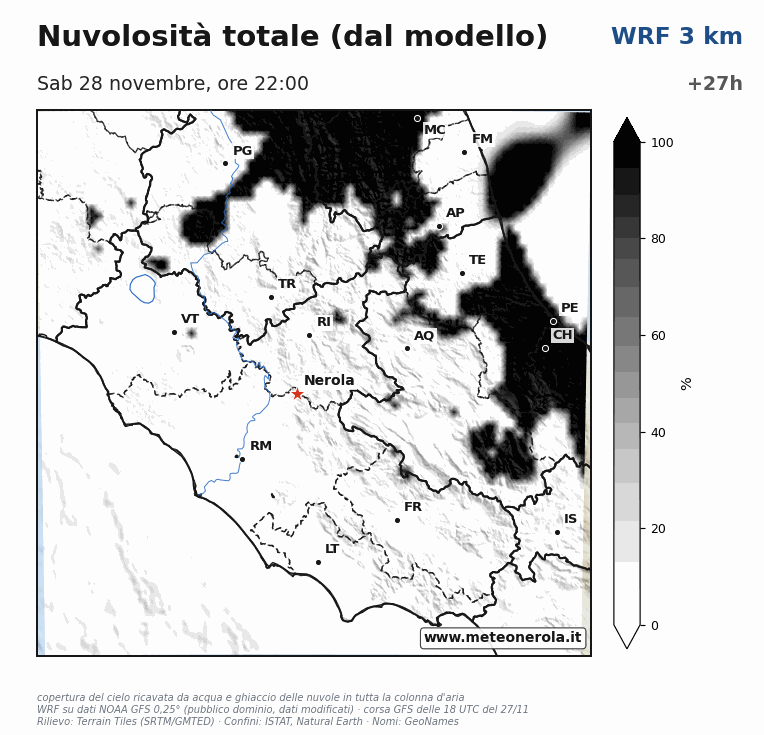 Nuvolosità totale (dal modello)
WRF 3 km
Sab 28 novembre, ore 22:00
+27h
MC
FM
PG
AP
TE
TR
PE
VT
RI
AQ
CH
Nerola
RM
FR
IS
LT
www.meteonerola.it
100
80
60
40
20
0
%
copertura del cielo ricavata da acqua e ghiaccio delle nuvole in tutta la colonna d'aria
WRF su dati NOAA GFS 0,25° (pubblico dominio, dati modificati) · corsa GFS delle 18 UTC del 27/11
Rilievo: Terrain Tiles (SRTM/GMTED) · Confini: ISTAT, Natural Earth · Nomi: GeoNames